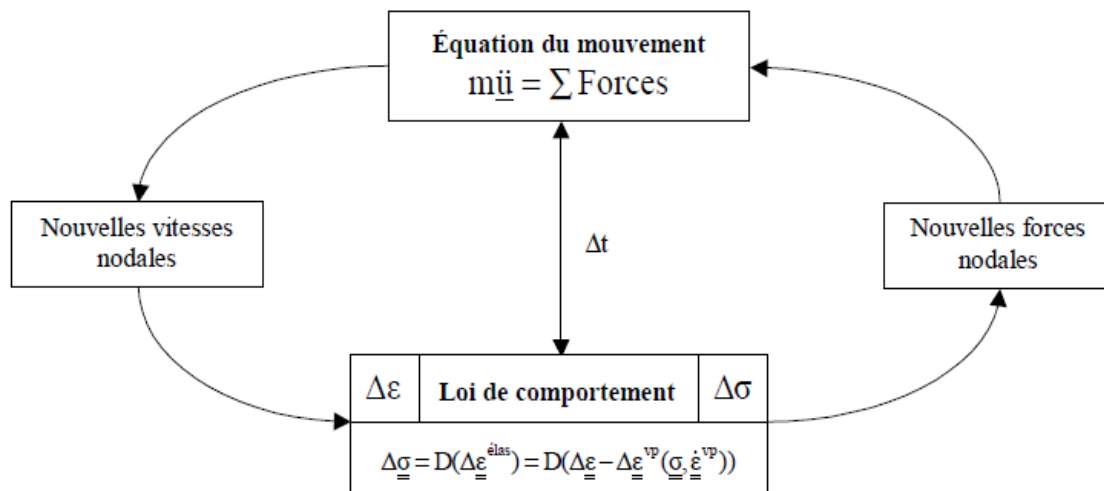 Équation du mouvement
mü = ∑ Forces
Nouvelles vitesses
nodales
Δt
Nouvelles forces
nodales
Δε
Loi de comportement
Δσ
Δσ = D(Δε^élas) = D(Δε − Δε^vp(σ, ε̇^vp))